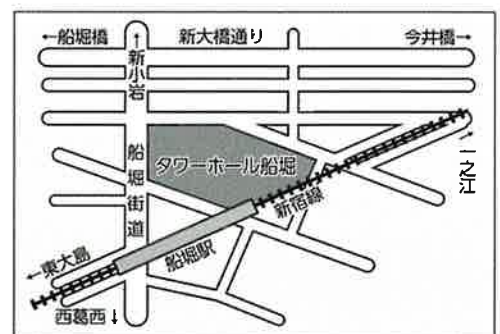 ←船堀橋
新大橋通り
今井橋→
↑新小岩
船堀街道
タワーホール船堀
新宿線
→一之江
船堀駅
←東大島
西葛西↓